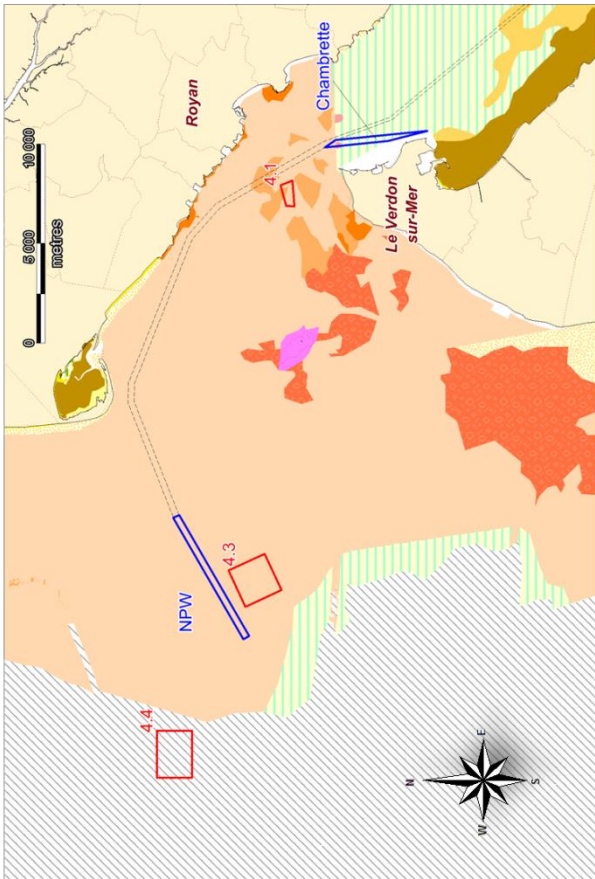 Royan
Chambrette
0 5 000 10 000
metres
4.1
Le Verdon
sur-Mer
NPW
4.3
4.4
N
W
E
S